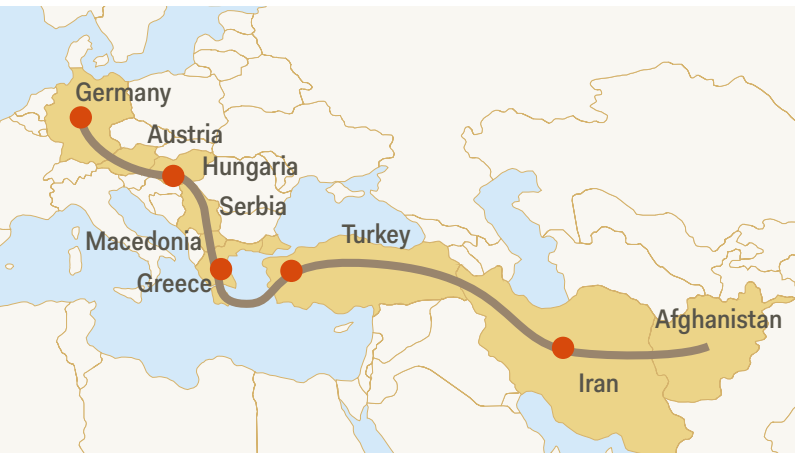 Germany
Austria
Hungaria
Serbia
Macedonia
Turkey
Greece
Afghanistan
Iran